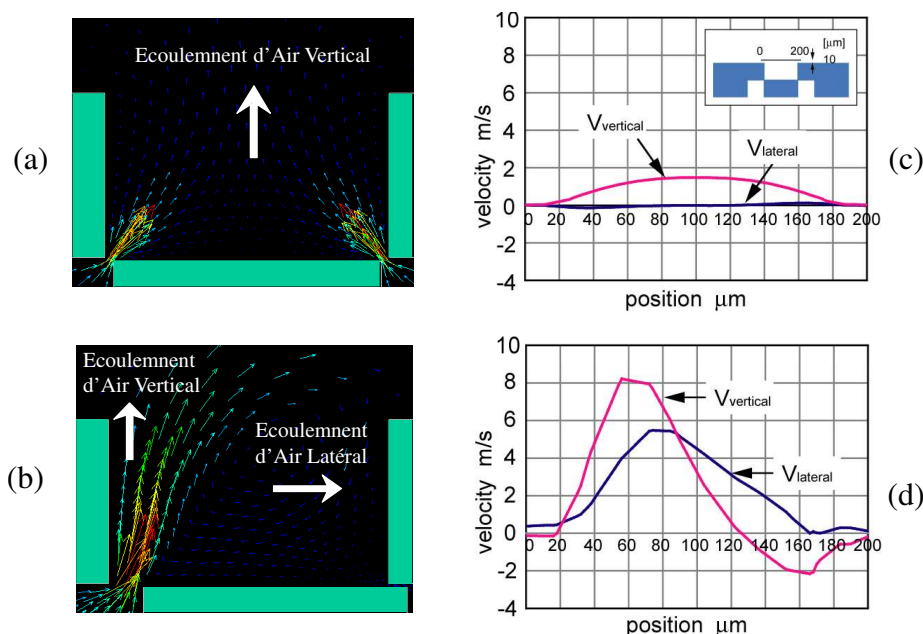 (a)
Ecoulemnent d'Air Vertical
(b)
Ecoulemnent
d'Air Vertical
Ecoulemnent
d'Air Latéral
(c)
velocity m/s
10
8
6
4
2
0
-2
-4
0 20 40 60 80 100 120 140 160 180 200
position μm
Vvertical
Vlateral
0 200 [μm]
10
(d)
velocity m/s
10
8
6
4
2
0
-2
-4
0 20 40 60 80 100 120 140 160 180 200
position μm
Vvertical
Vlateral